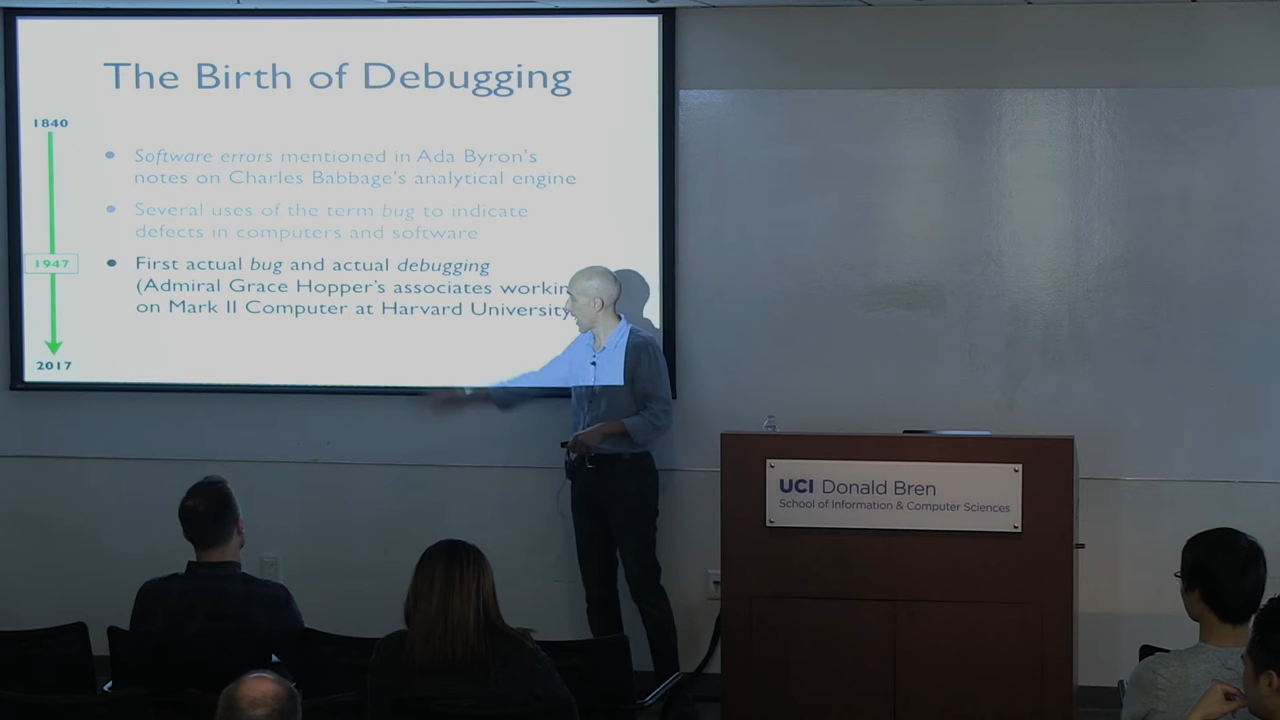 The Birth of Debugging
1840
• Software errors mentioned in Ada Byron's
notes on Charles Babbage's analytical engine
• Several uses of the term bug to indicate
defects in computers and software
1947
• First actual bug and actual debugging
(Admiral Grace Hopper's associates workin
on Mark II Computer at Harvard University
2017
UCI Donald Bren
School of Information & Computer Sciences